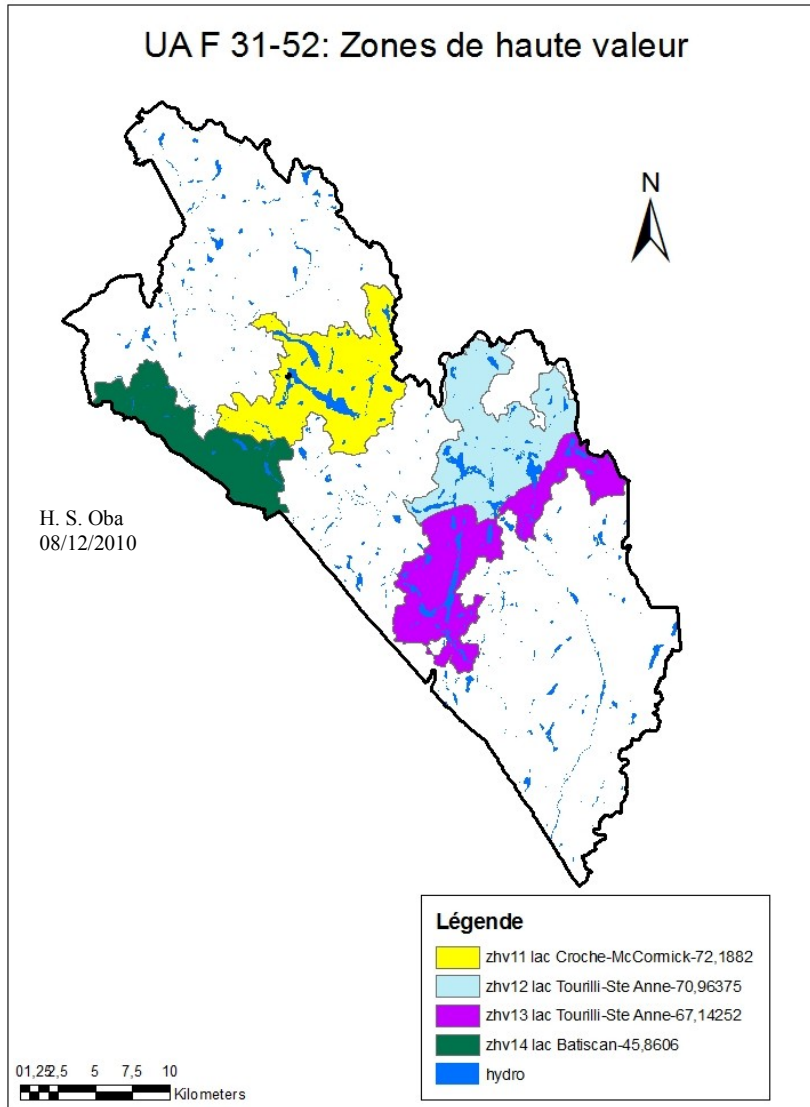 UA F 31-52: Zones de haute valeur
N
H. S. Oba
08/12/2010
Légende
zhv11 lac Croche-McCormick-72,1882
zhv12 lac Tourilli-Ste Anne-70,96375
zhv13 lac Tourilli-Ste Anne-67,14252
zhv14 lac Batiscan-45,8606
hydro
01,252,5 5 10
Kilometers